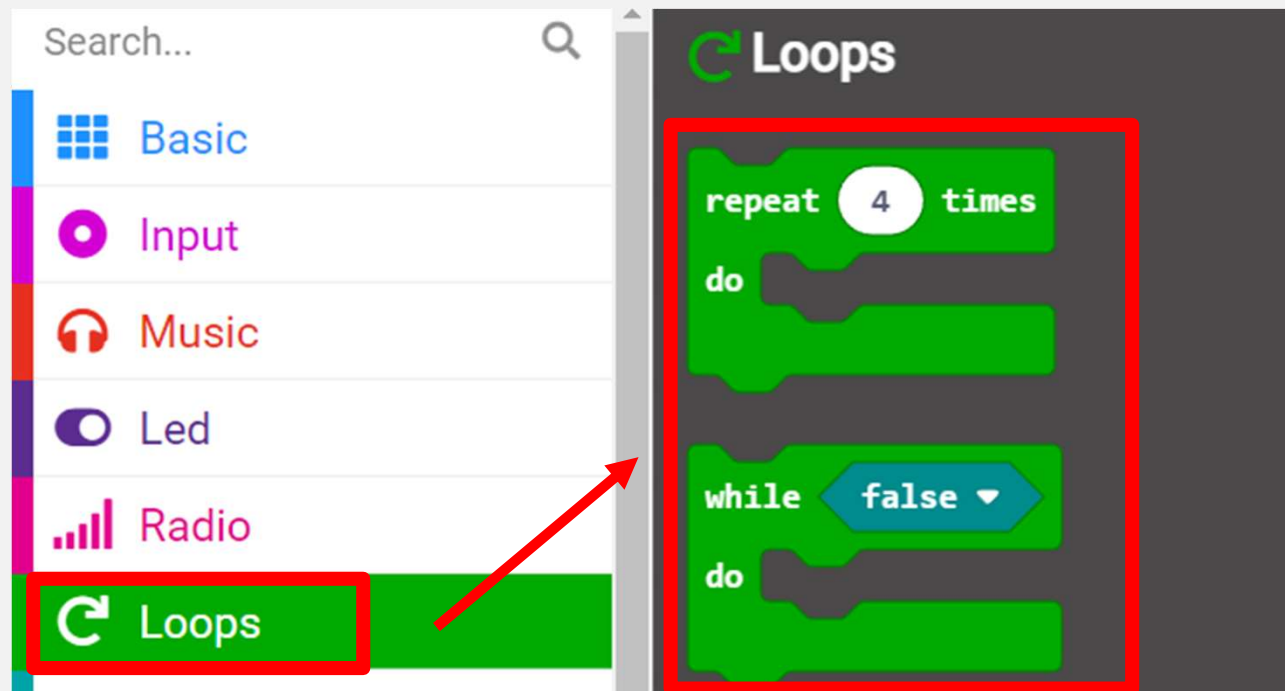 Search...
Basic
Input
Music
Led
Radio
Loops
Loops
repeat 4 times
do
while false
do